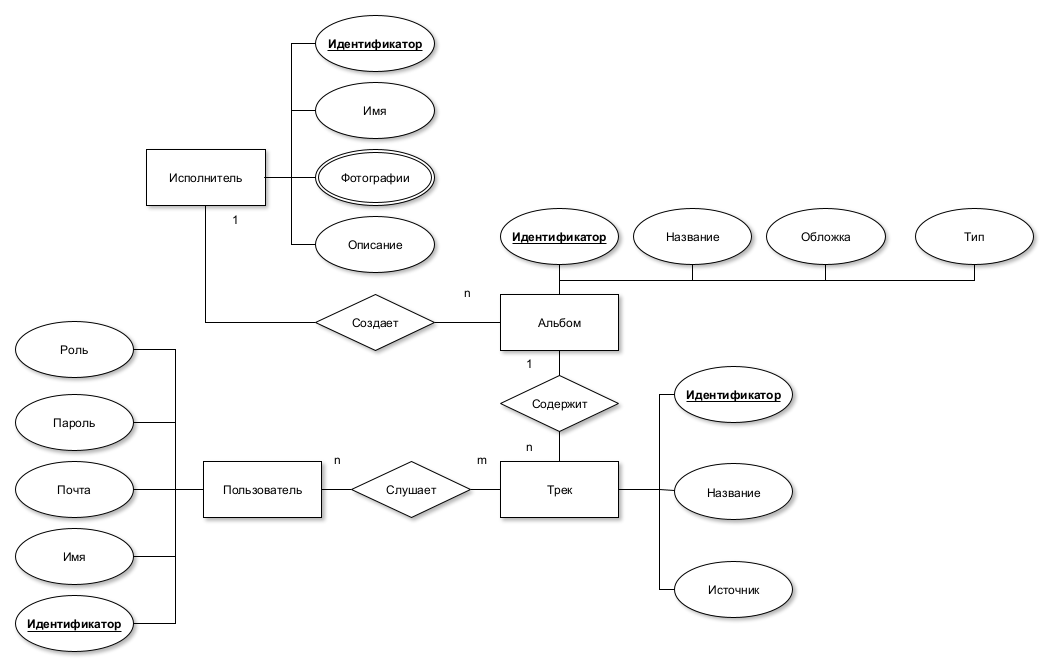 Идентификатор
Имя
Исполнитель
Фотографии
1
Описание
Идентификатор
Название
Обложка
Тип
n
Создает
Альбом
Роль
1
Идентификатор
Содержит
Пароль
n
n
m
Почта
Пользователь
Слушает
Трек
Название
Имя
Источник
Идентификатор